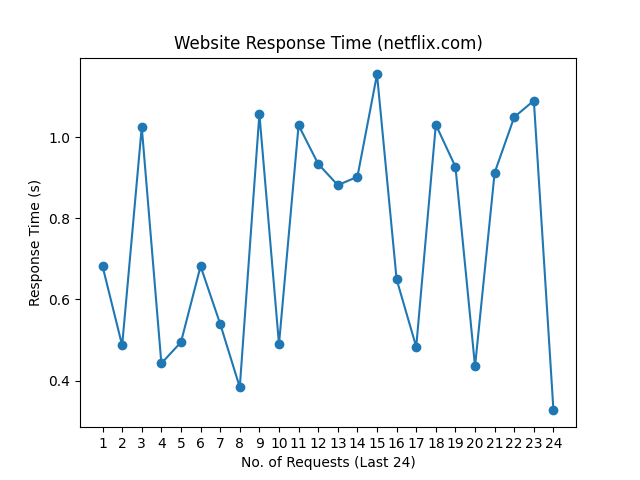 Website Response Time (netflix.com)
Response Time (s)
1.0
0.8
0.6
0.4
1 2 3 4 5 6 7 8 9 10 11 12 13 14 15 16 17 18 19 20 21 22 23 24
No. of Requests (Last 24)